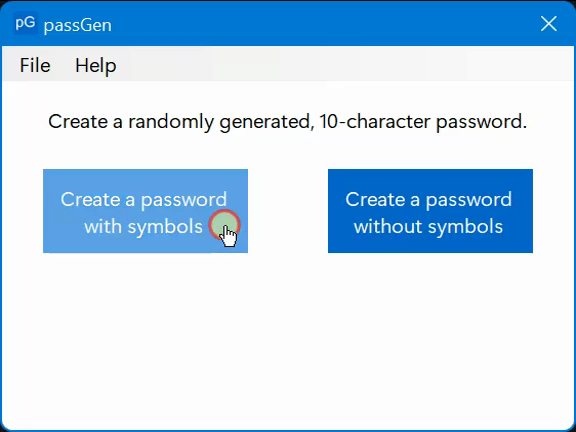 pG passGen
File Help
Create a randomly generated, 10-character password.
Create a password
with symbols
Create a password
without symbols